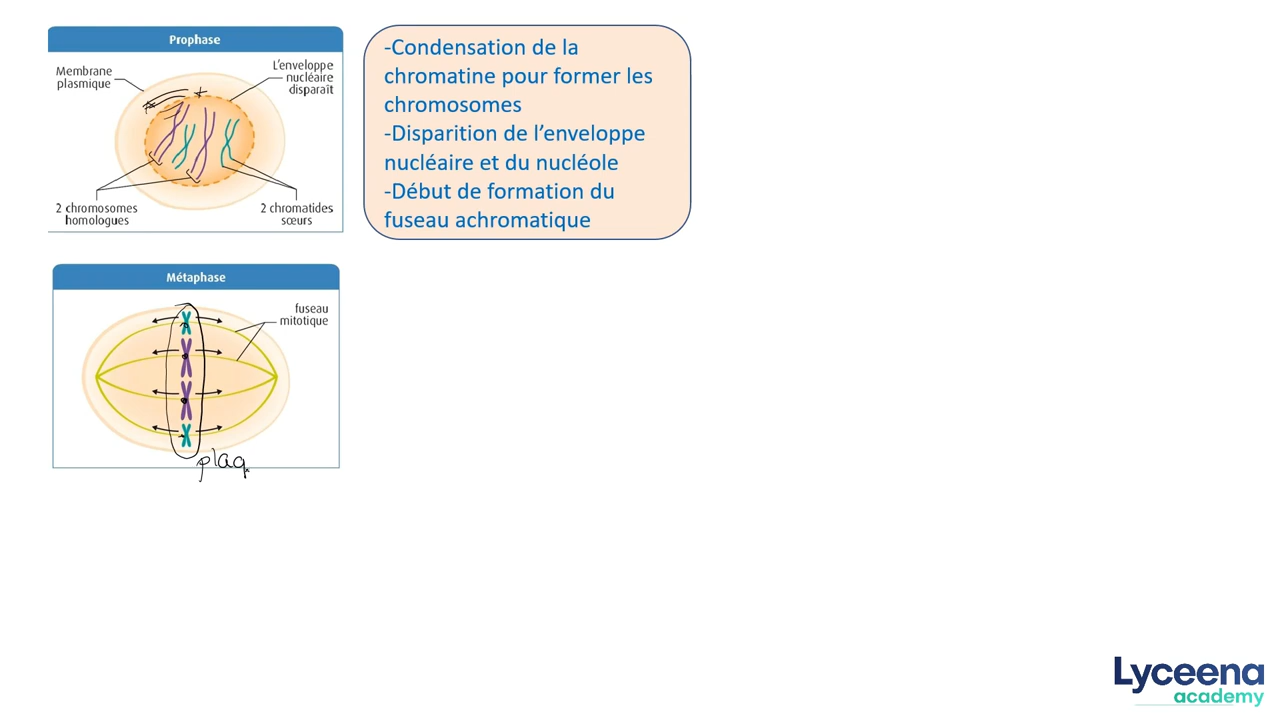 Prophase
Membrane
plasmique
L'enveloppe
nucléaire
disparaît
2 chromosomes
homologues
2 chromatides
sœurs
-Condensation de la
chromatine pour former les
chromosomes
-Disparition de l'enveloppe
nucléaire et du nucléole
-Début de formation du
fuseau achromatique
Métaphase
fuseau
mitotique
plaq
Lyceena
academy